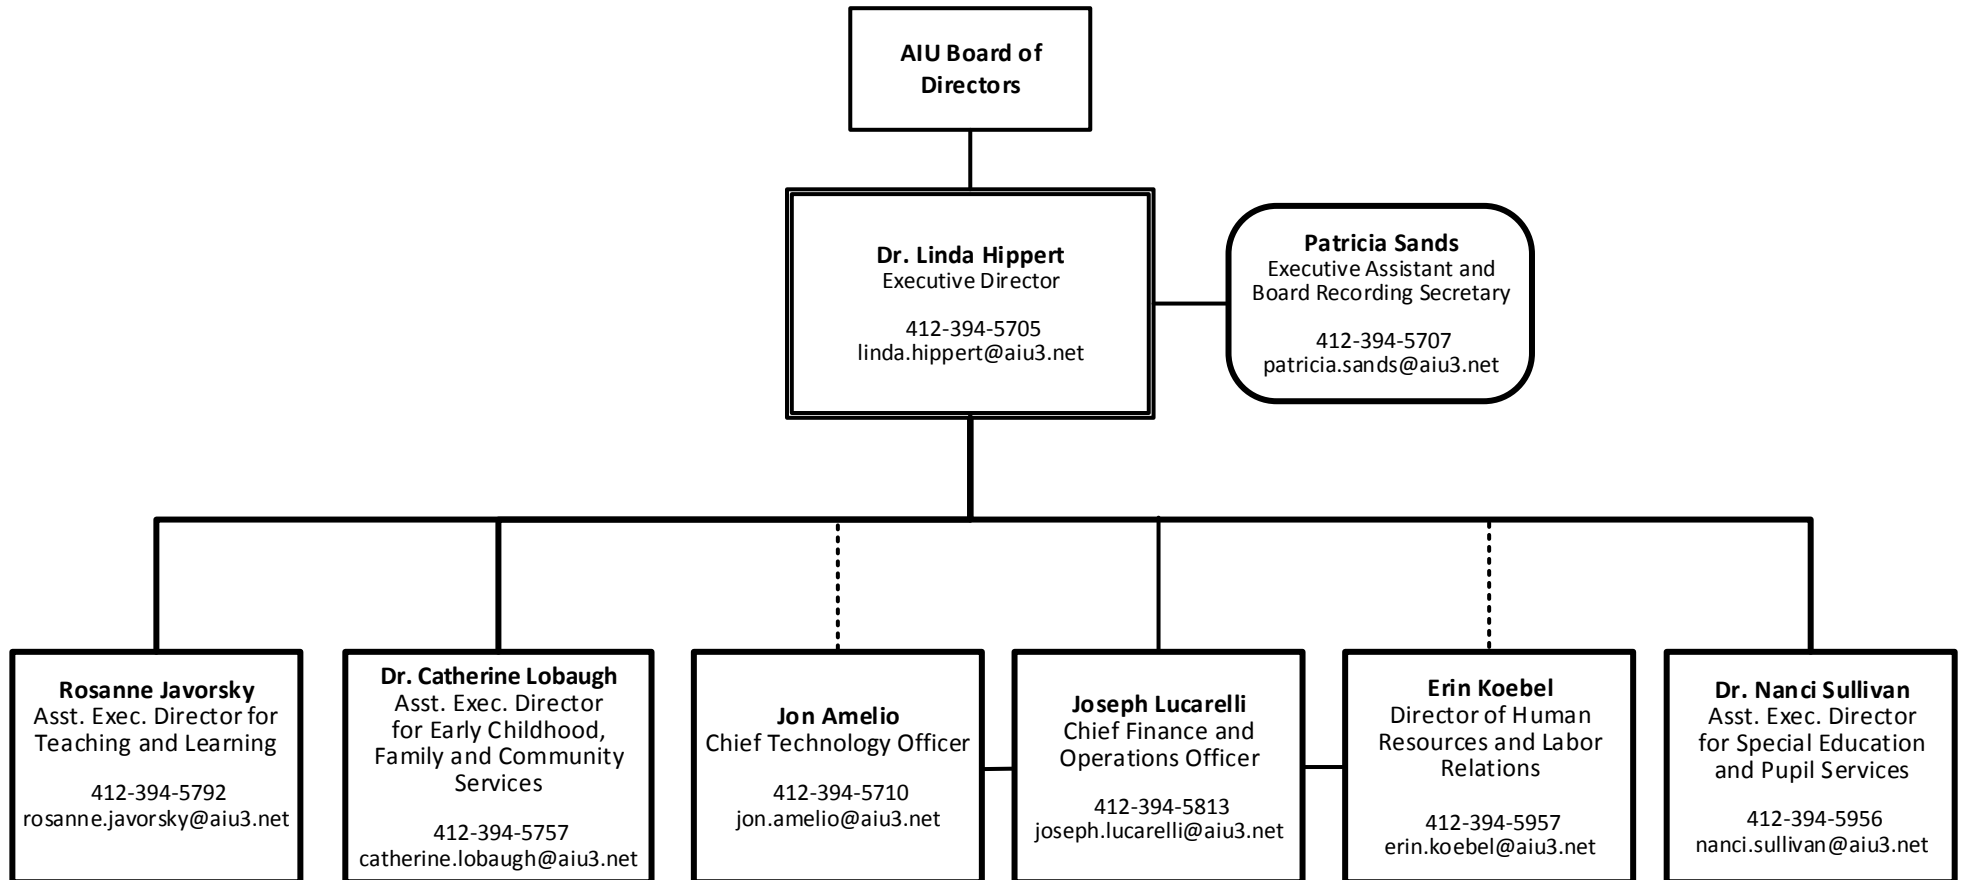 AIU Board of
Directors
Dr. Linda Hippert
Executive Director
412-394-5705
linda.hippert@aiu3.net
Patricia Sands
Executive Assistant and
Board Recording Secretary
412-394-5707
patricia.sands@aiu3.net
Rosanne Javorsky
Asst. Exec. Director for
Teaching and Learning
412-394-5792
rosanne.javorsky@aiu3.net
Dr. Catherine Lobaugh
Asst. Exec. Director
for Early Childhood,
Family and Community
Services
412-394-5757
catherine.lobaugh@aiu3.net
Jon Amelio
Chief Technology Officer
412-394-5710
jon.amelio@aiu3.net
Joseph Lucarelli
Chief Finance and
Operations Officer
412-394-5813
joseph.lucarelli@aiu3.net
Erin Koebel
Director of Human
Resources and Labor
Relations
412-394-5957
erin.koebel@aiu3.net
Dr. Nanci Sullivan
Asst. Exec. Director
for Special Education
and Pupil Services
412-394-5956
nanci.sullivan@aiu3.net